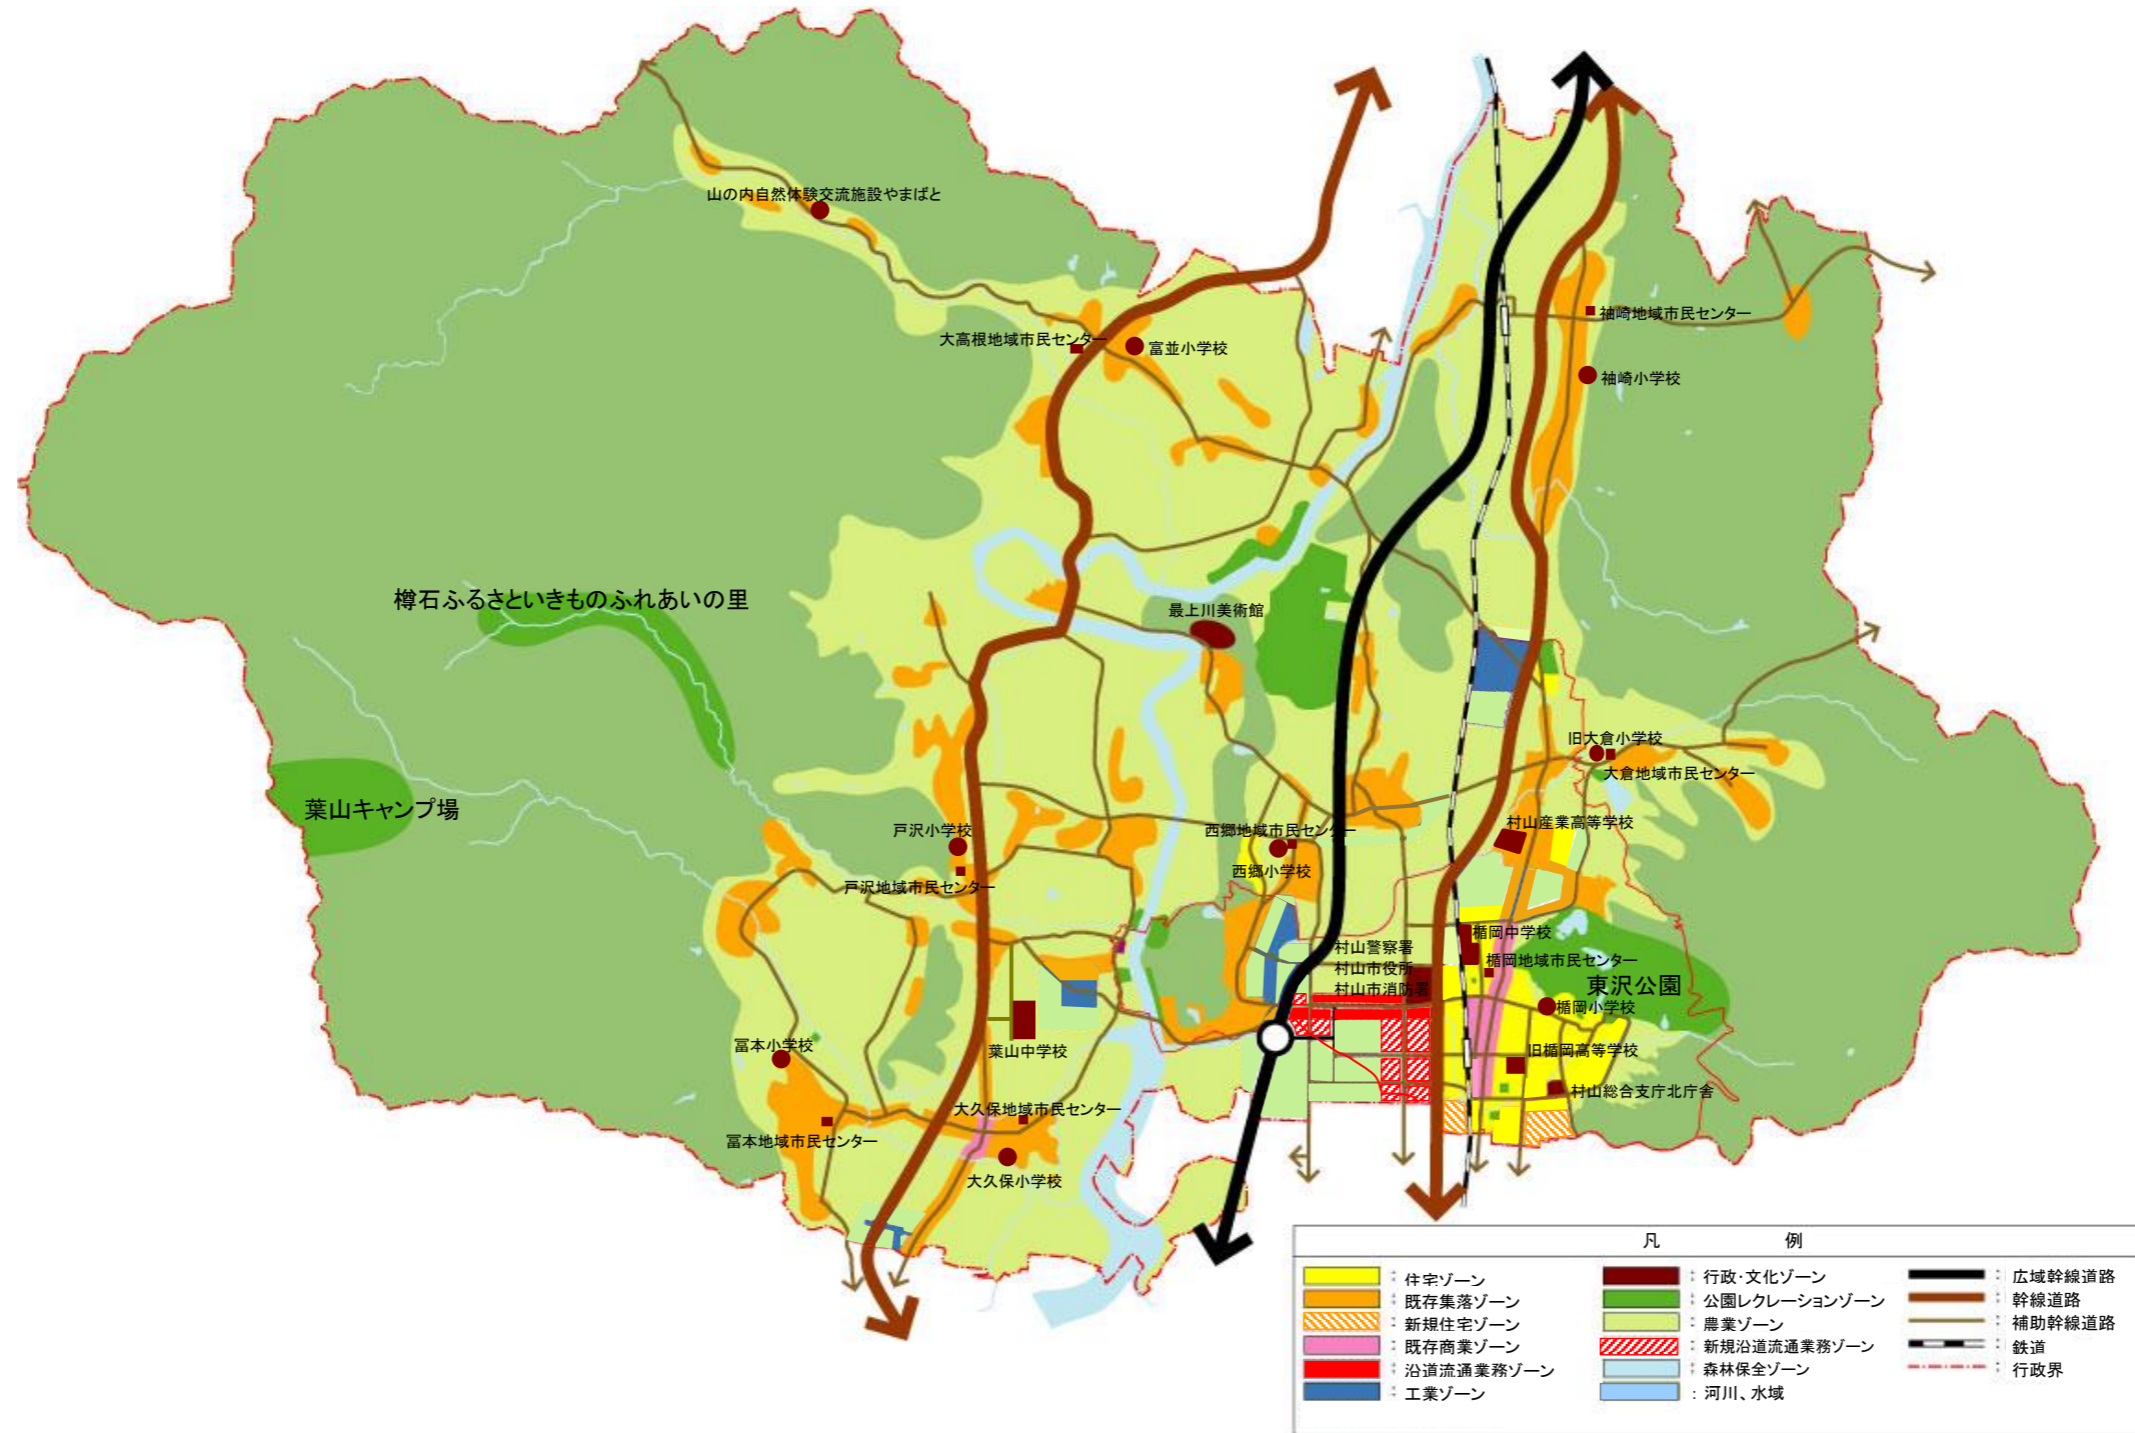 山の内自然体験交流施設やまばと
大高根地域市民センター
富並小学校
袖崎地域市民センター
袖崎小学校
樽石ふるさといきものふれあいの里
最上川美術館
葉山キャンプ場
旧大倉小学校
大倉地域市民センター
戸沢小学校
戸沢地域市民センター
西郷地域市民センター
西郷小学校
村山産業高等学校
村山警察署
村山市役所
村山市消防署
楯岡中学校
楯岡地域市民センター
東沢公園
楯岡小学校
冨本小学校
葉山中学校
旧楯岡高等学校
村山総合支庁北庁舎
冨本地域市民センター
大久保地域市民センター
大久保小学校
凡 例
：住宅ゾーン
：既存集落ゾーン
：新規住宅ゾーン
：既存商業ゾーン
：沿道流通業務ゾーン
：工業ゾーン
：行政・文化ゾーン
：公園レクレーションゾーン
：農業ゾーン
：新規沿道流通業務ゾーン
：森林保全ゾーン
：河川、水域
：広域幹線道路
：幹線道路
：補助幹線道路
：鉄道
：行政界